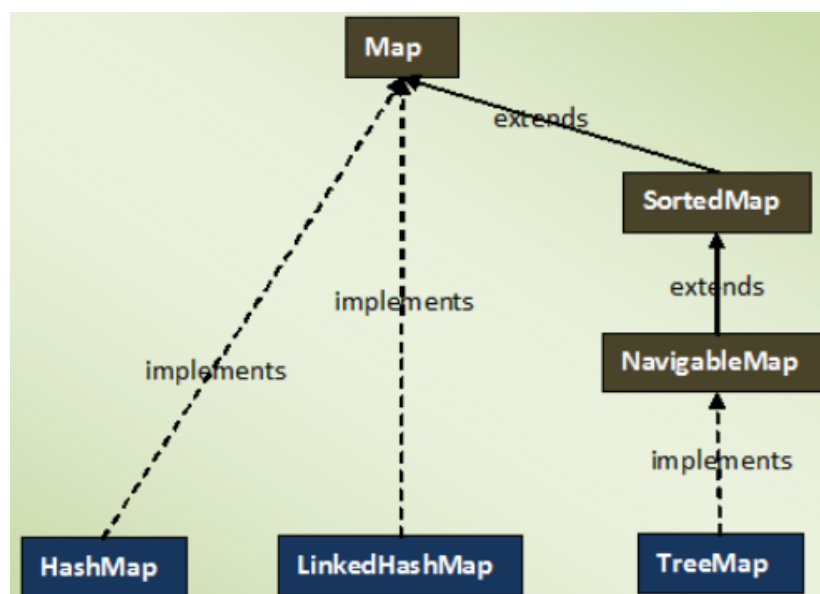 Map
extends
SortedMap
extends
implements
NavigableMap
implements
implements
HashMap
LinkedHashMap
TreeMap